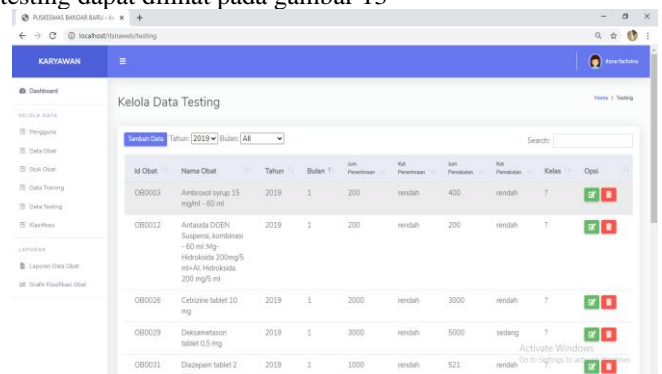 testing dapat dilihat pada gambar 15
PUSKESMAS BANDAR BARU - Ka
localhost/itsnaweb/testing
KARYAWAN
itsna fachrina
Dashboard
Kelola Data Testing
Home / Testing
KELOLA DATA
Pengguna
Data Obat
Stok Obat
Data Training
Data Testing
Klasifikasi
LAPORAN
Laporan Data Obat
Grafik Klasifikasi Obat
Tambah Data Tahun: 2019 Bulan: All
Search:
Id Obat Nama Obat Tahun Bulan Jum Penerimaan Ket Penerimaan Jum Pemakaian Ket Pemakaian Kelas Opsi
OB0003 Ambroxol syrup 15 2019 1 200 rendah 400 rendah ?
mg/ml - 60 ml
OB0012 Antasida DOEN 2019 1 200 rendah 200 rendah ?
Suspensi, kombinasi
- 60 ml :Mg-
Hidroksida 200mg/5
ml+Al. Hidroksida
200 mg/5 ml
OB0026 Cetrizine tablet 10 2019 1 2000 rendah 3000 rendah ?
mg
OB0029 Deksametason 2019 1 3000 rendah 5000 sedang ?
tablet 0,5 mg
OB0031 Diazepam tablet 2 2019 1 1000 rendah 521 rendah ?
Activate Windows
Go to Settings to activate Windows.